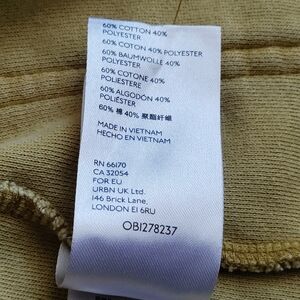 60% COTTON 40%
POLYESTER
60% COTON 40% POLYESTER
60% BAUMWOLLE 40%
POLYESTER
60% COTONE 40%
POLIESTERE
60% ALGODÓN 40%
POLIÉSTER
60% 棉 40% 聚酯纤维
MADE IN VIETNAM
HECHO EN VIETNAM
RN 66170
CA 32054
FOR EU
URBN UK Ltd.
146 Brick Lane,
LONDON E1 6RU
OB1278237